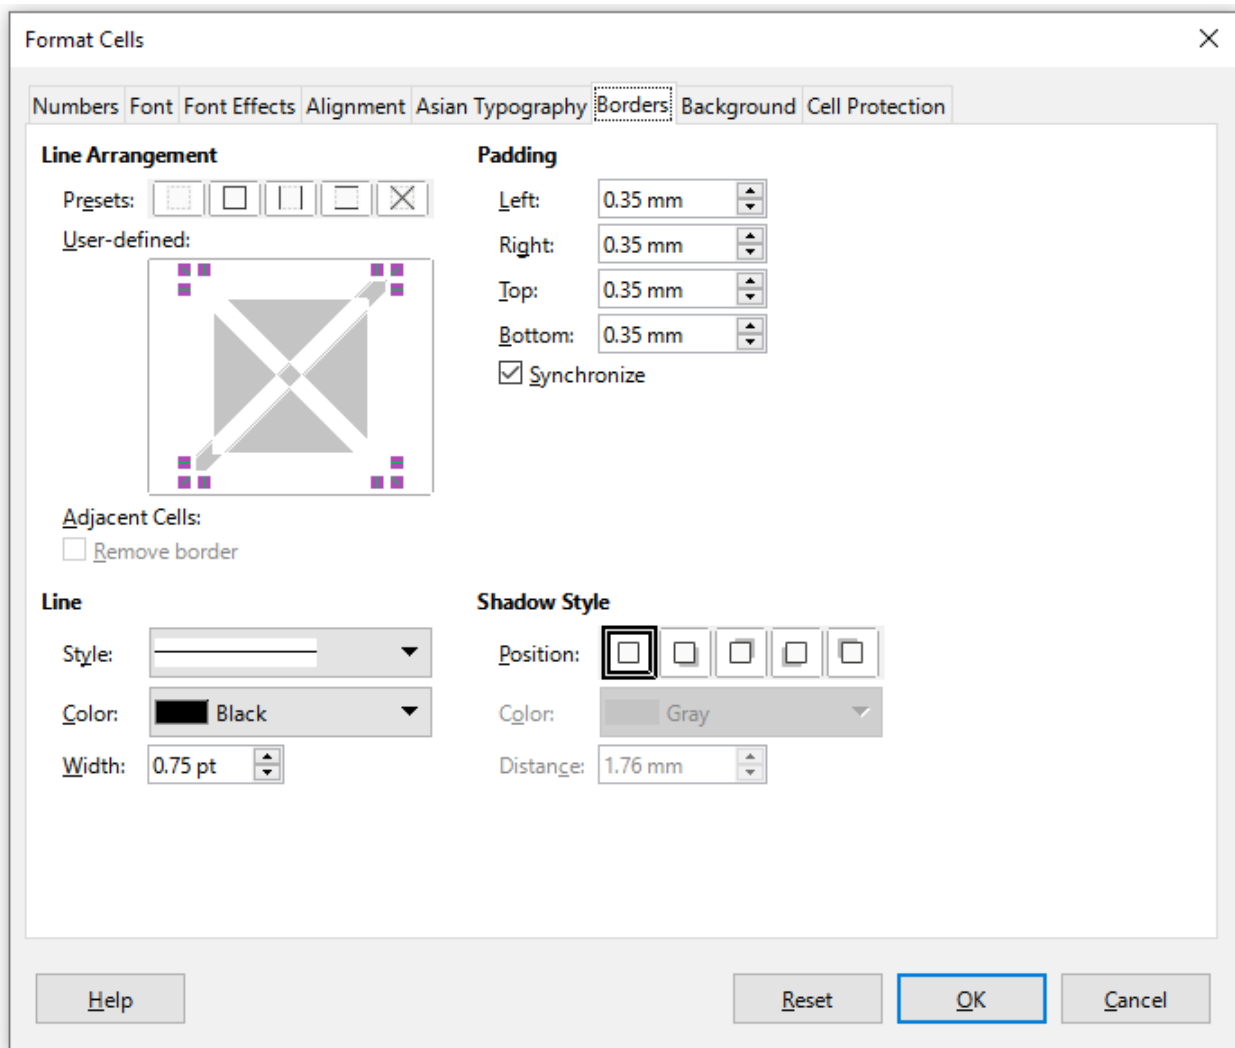 Format Cells
Numbers Font Font Effects Alignment Asian Typography Borders Background Cell Protection
Line Arrangement
Presets:
User-defined:
Adjacent Cells:
Remove border
Padding
Left: 0.35 mm
Right: 0.35 mm
Top: 0.35 mm
Bottom: 0.35 mm
Synchronize
Line
Style:
Color: Black
Width: 0.75 pt
Shadow Style
Position:
Color: Gray
Distance: 1.76 mm
Help Reset OK Cancel